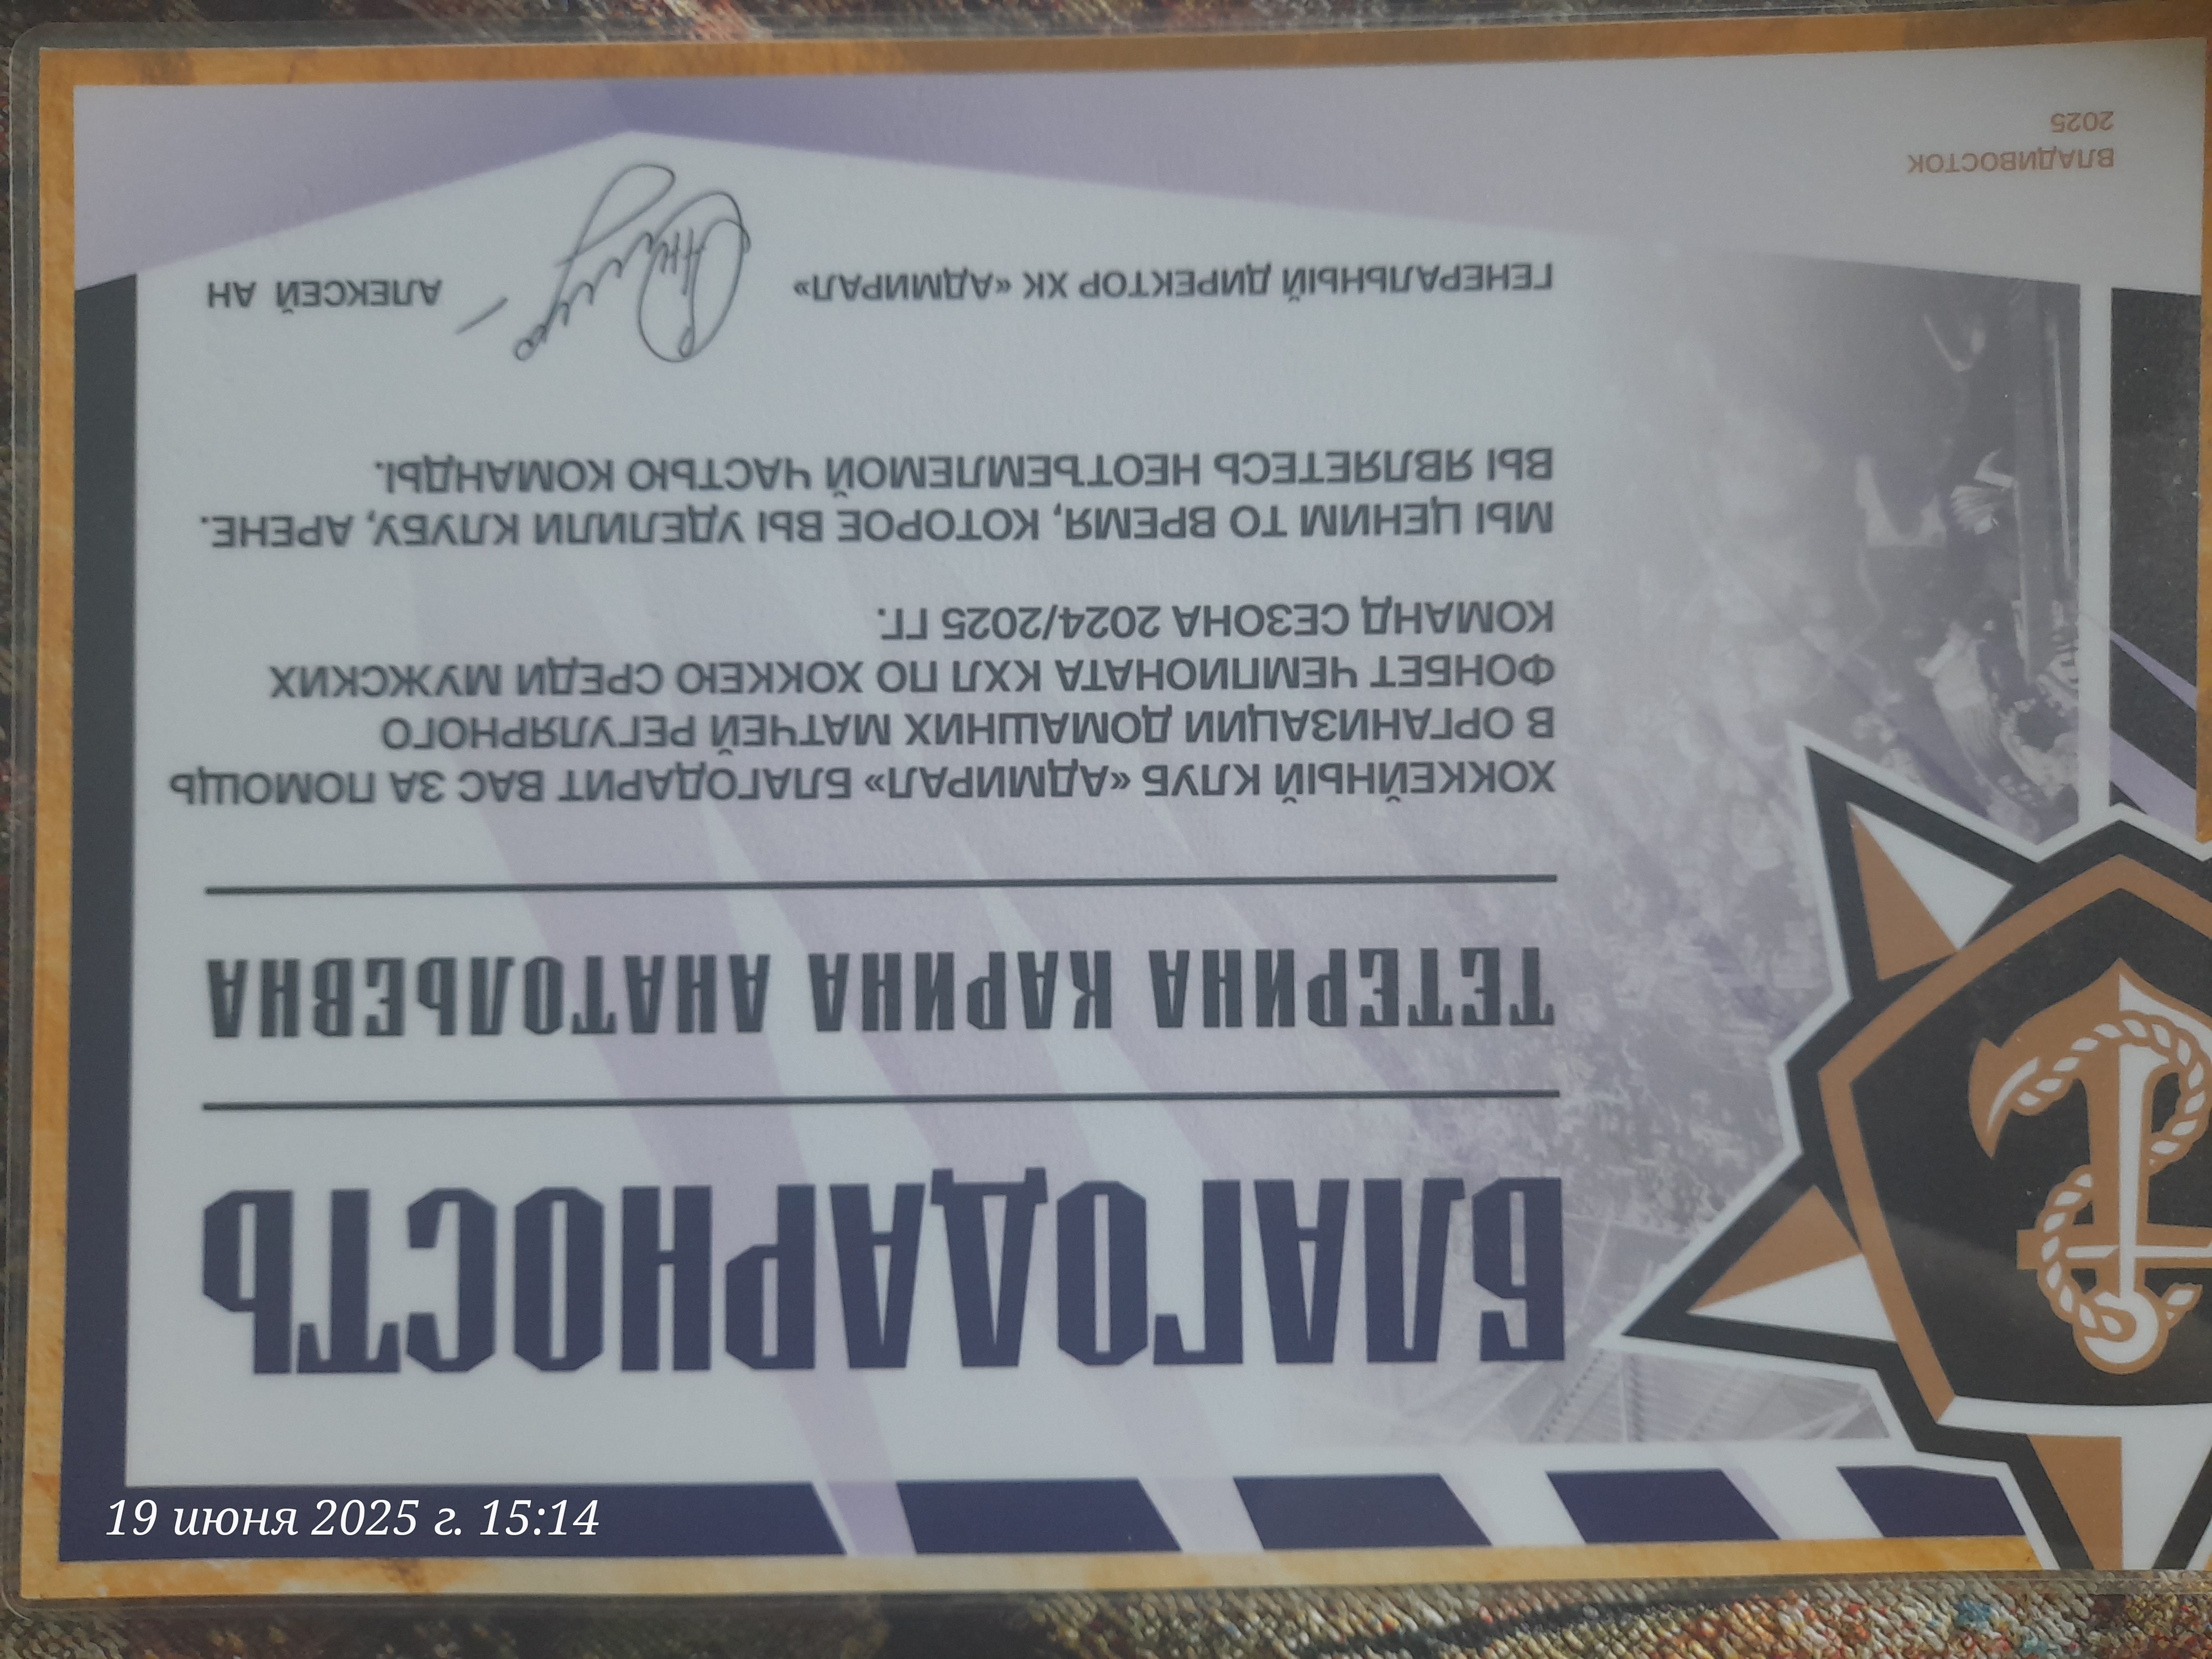 БЛАГОДАРНОСТЬ
ТЕТЕРИНА КАРИНА АНАТОЛЬЕВНА
ХОККЕЙНЫЙ КЛУБ «АДМИРАЛ» БЛАГОДАРИТ ВАС ЗА ПОМОЩЬ
В ОРГАНИЗАЦИИ ДОМАШНИХ МАТЧЕЙ РЕГУЛЯРНОГО
ФОНБЕТ ЧЕМПИОНАТА КХЛ ПО ХОККЕЮ СРЕДИ МУЖСКИХ
КОМАНД СЕЗОНА 2024/2025 ГГ.
МЫ ЦЕНИМ ТО ВРЕМЯ, КОТОРОЕ ВЫ УДЕЛИЛИ КЛУБУ, АРЕНЕ.
ВЫ ЯВЛЯЕТЕСЬ НЕОТЬЕМЛЕМОЙ ЧАСТЬЮ КОМАНДЫ.
ГЕНЕРАЛЬНЫЙ ДИРЕКТОР ХК «АДМИРАЛ» АЛЕКСЕЙ АН
ВЛАДИВОСТОК
2025
19 июня 2025 г. 15:14